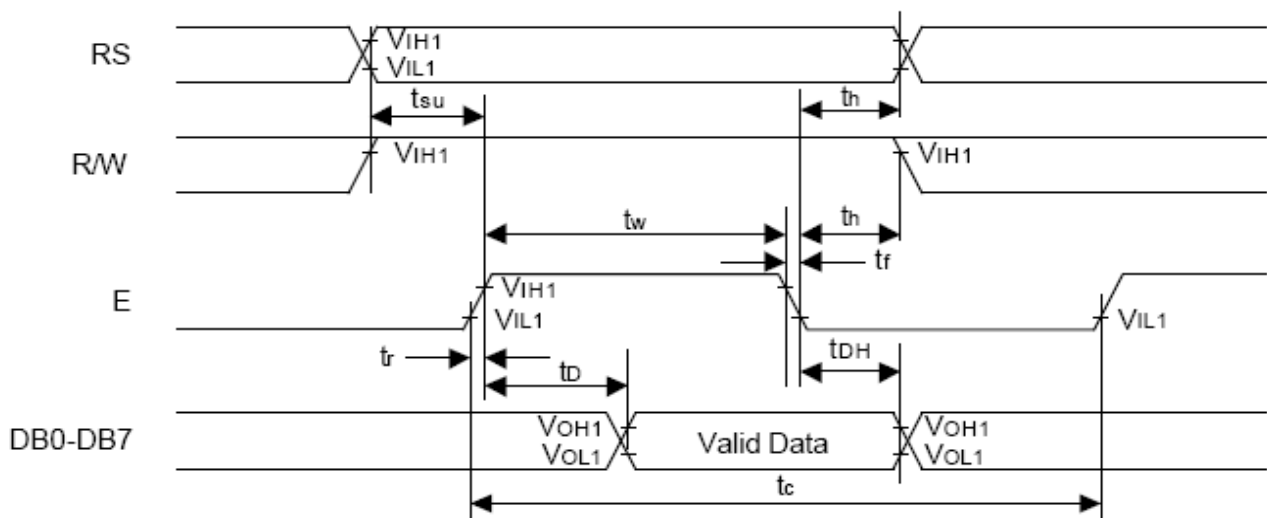 RS
VIH1
VIL1
tsu
th
R/W
VIH1
VIH1
tw
th
tf
E
VIH1
VIL1
VIL1
tr
tD
tDH
DB0-DB7
VOH1
VOL1
Valid Data
VOH1
VOL1
tc